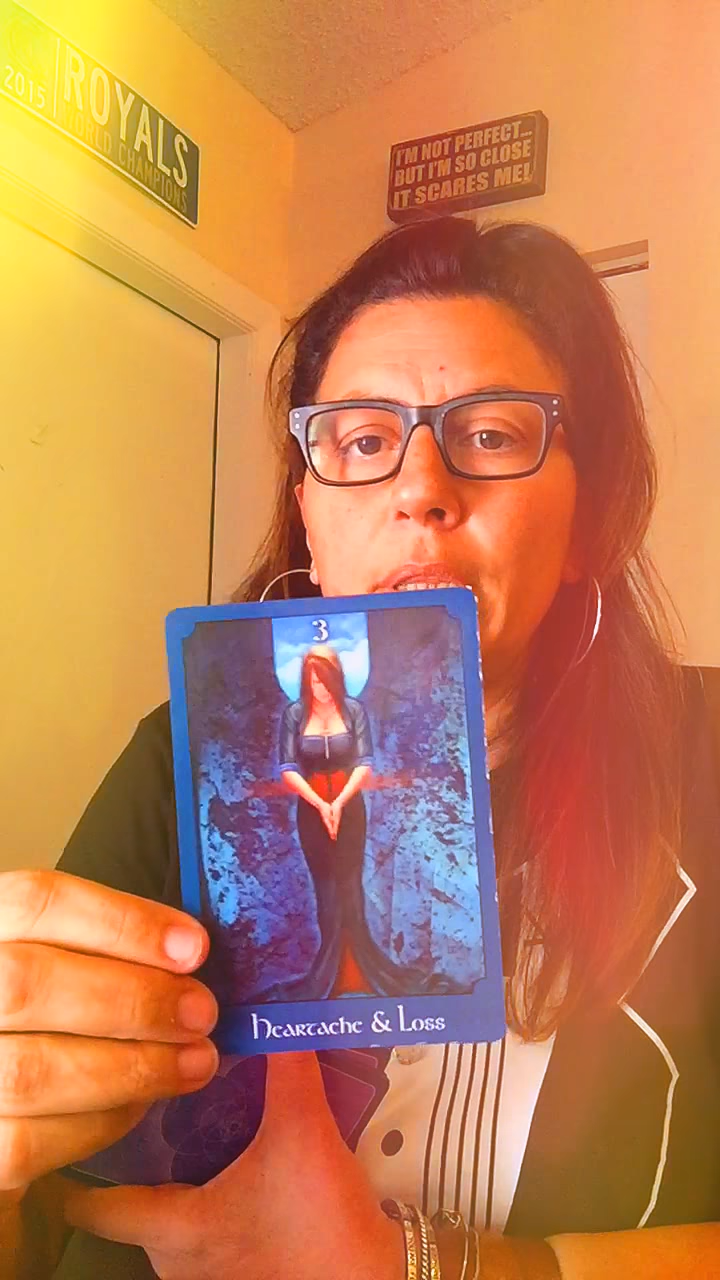 2015 ROYALS
WORLD CHAMPIONS
I'M NOT PERFECT...
BUT I'M SO CLOSE
IT SCARES ME!
3
Heartache & Loss